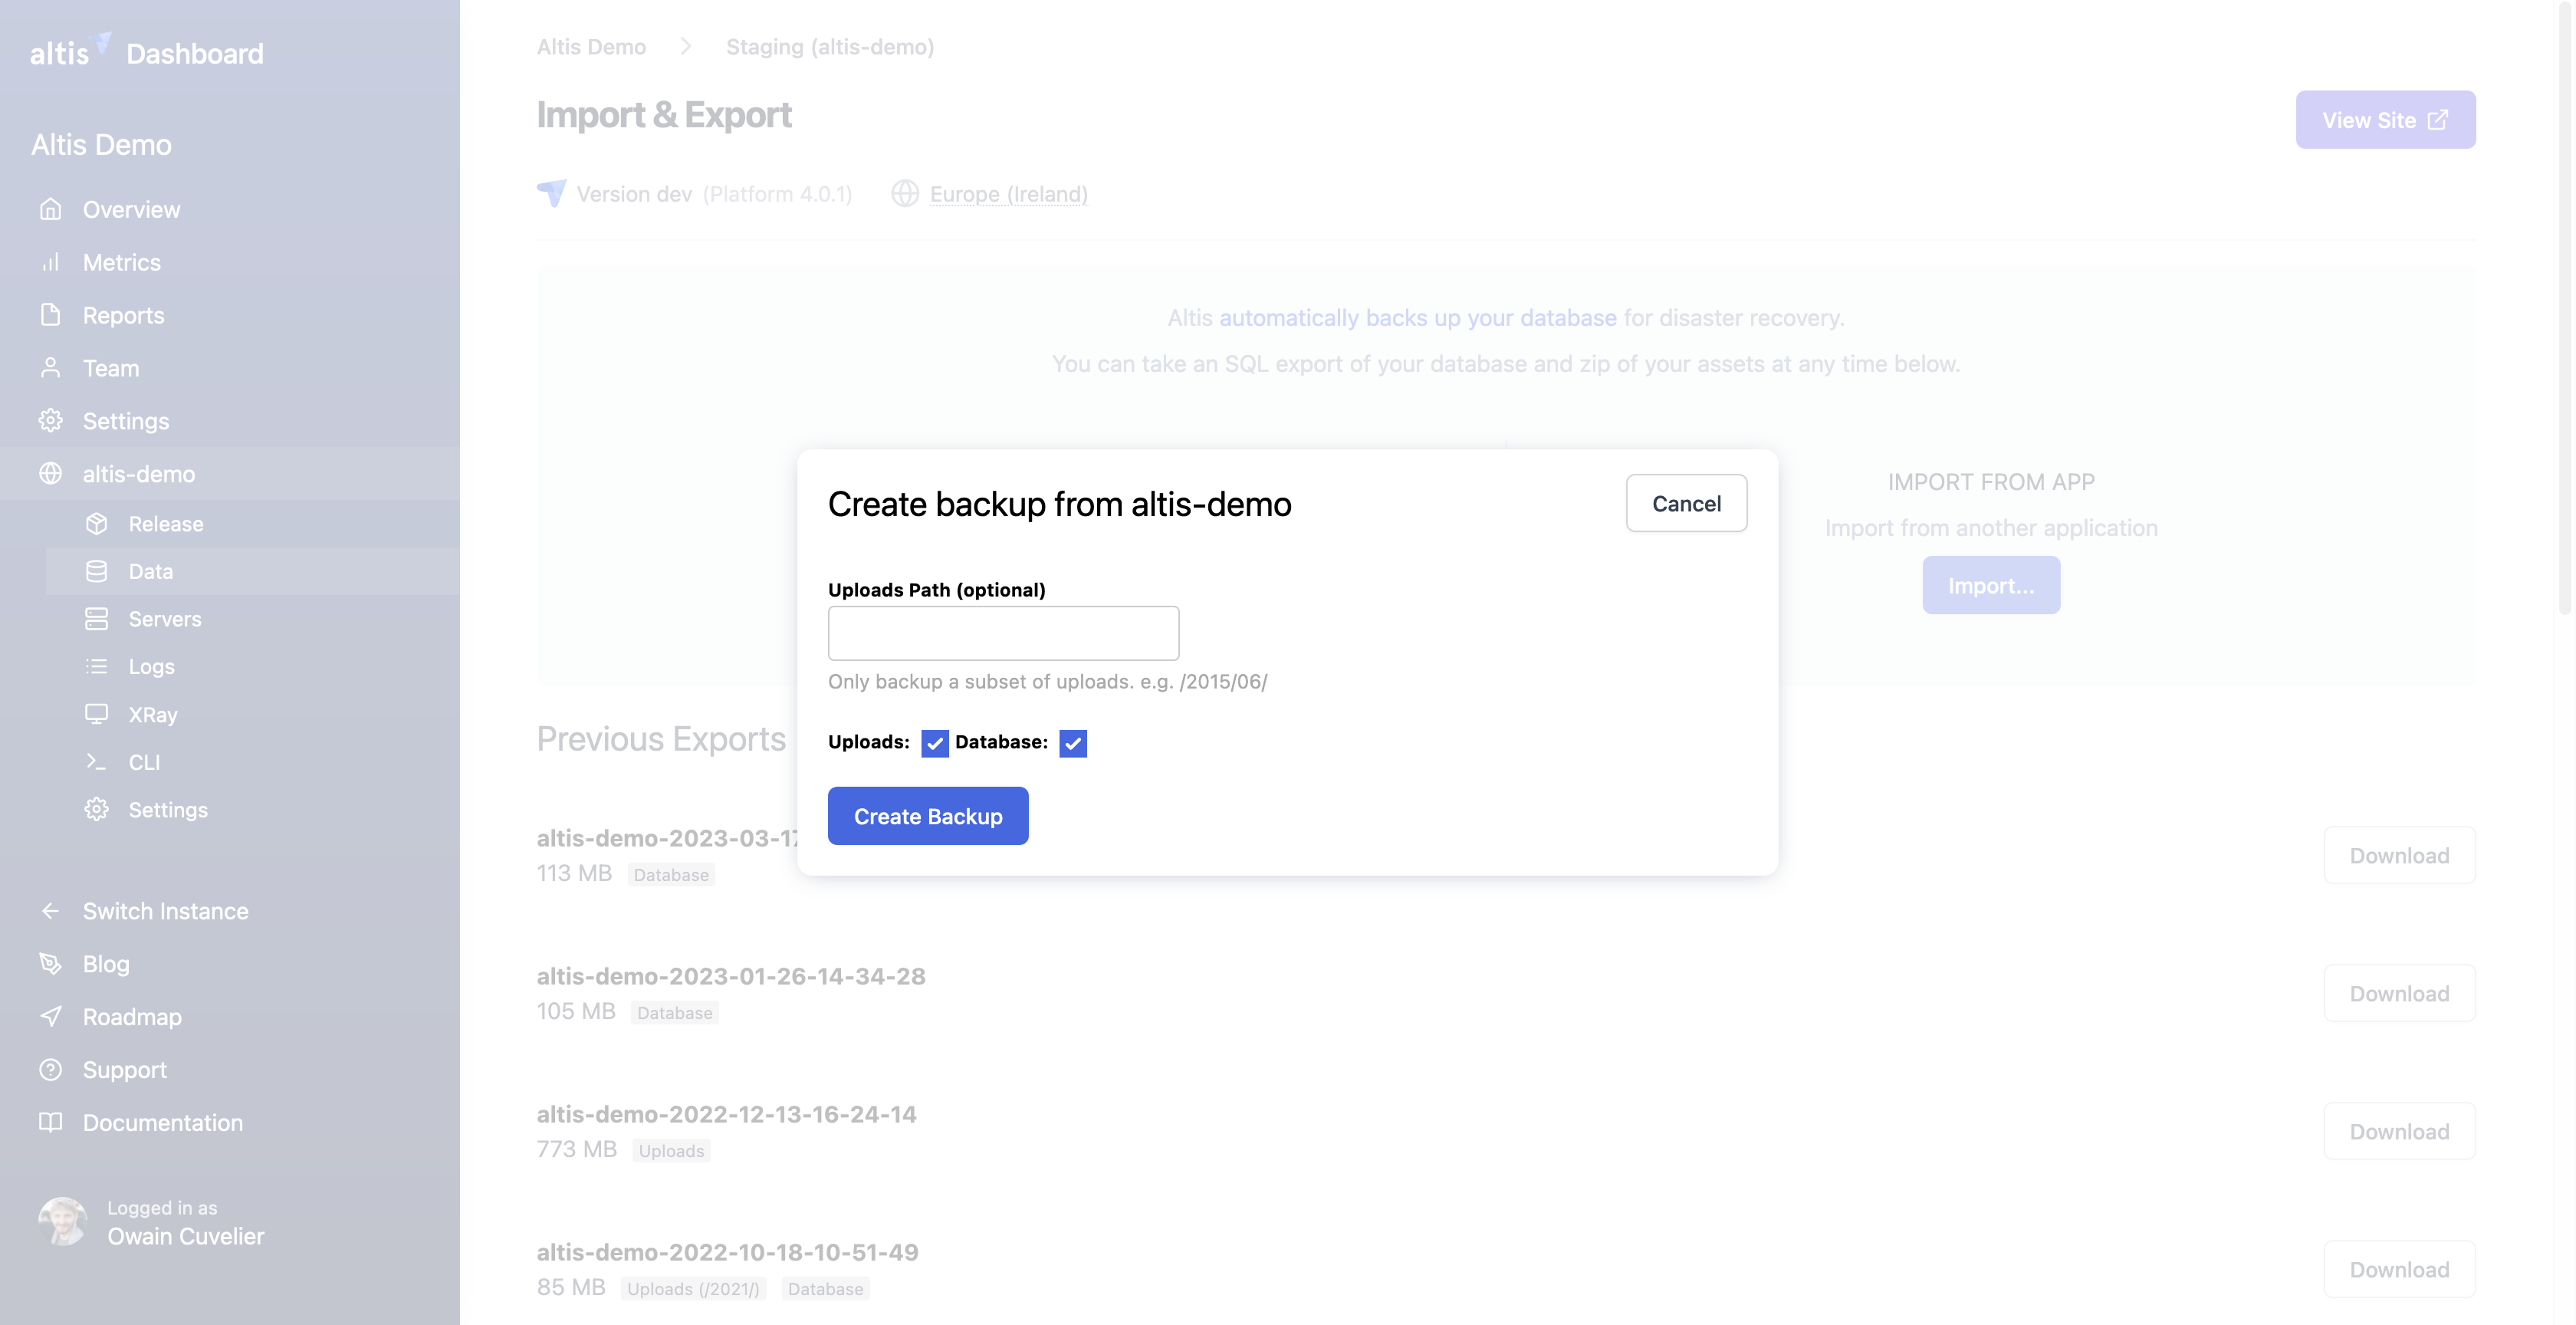 altis Dashboard
Altis Demo
Overview
Metrics
Reports
Team
Settings
altis-demo
Release
Data
Servers
Logs
XRay
CLI
Settings
Switch Instance
Blog
Roadmap
Support
Documentation
Logged in as
Owain Cuvelier
Altis Demo > Staging (altis-demo)
Import & Export
View Site
Version dev (Platform 4.0.1) Europe (Ireland)
Altis automatically backs up your database for disaster recovery.
You can take an SQL export of your database and zip of your assets at any time below.
IMPORT FROM APP
Import from another application
Import...
Create backup from altis-demo
Cancel
Uploads Path (optional)
Only backup a subset of uploads. e.g. /2015/06/
Uploads: Database:
Create Backup
Previous Exports
altis-demo-2023-03-17
113 MB Database
Download
altis-demo-2023-01-26-14-34-28
105 MB Database
Download
altis-demo-2022-12-13-16-24-14
773 MB Uploads
Download
altis-demo-2022-10-18-10-51-49
85 MB Uploads (/2021/) Database
Download